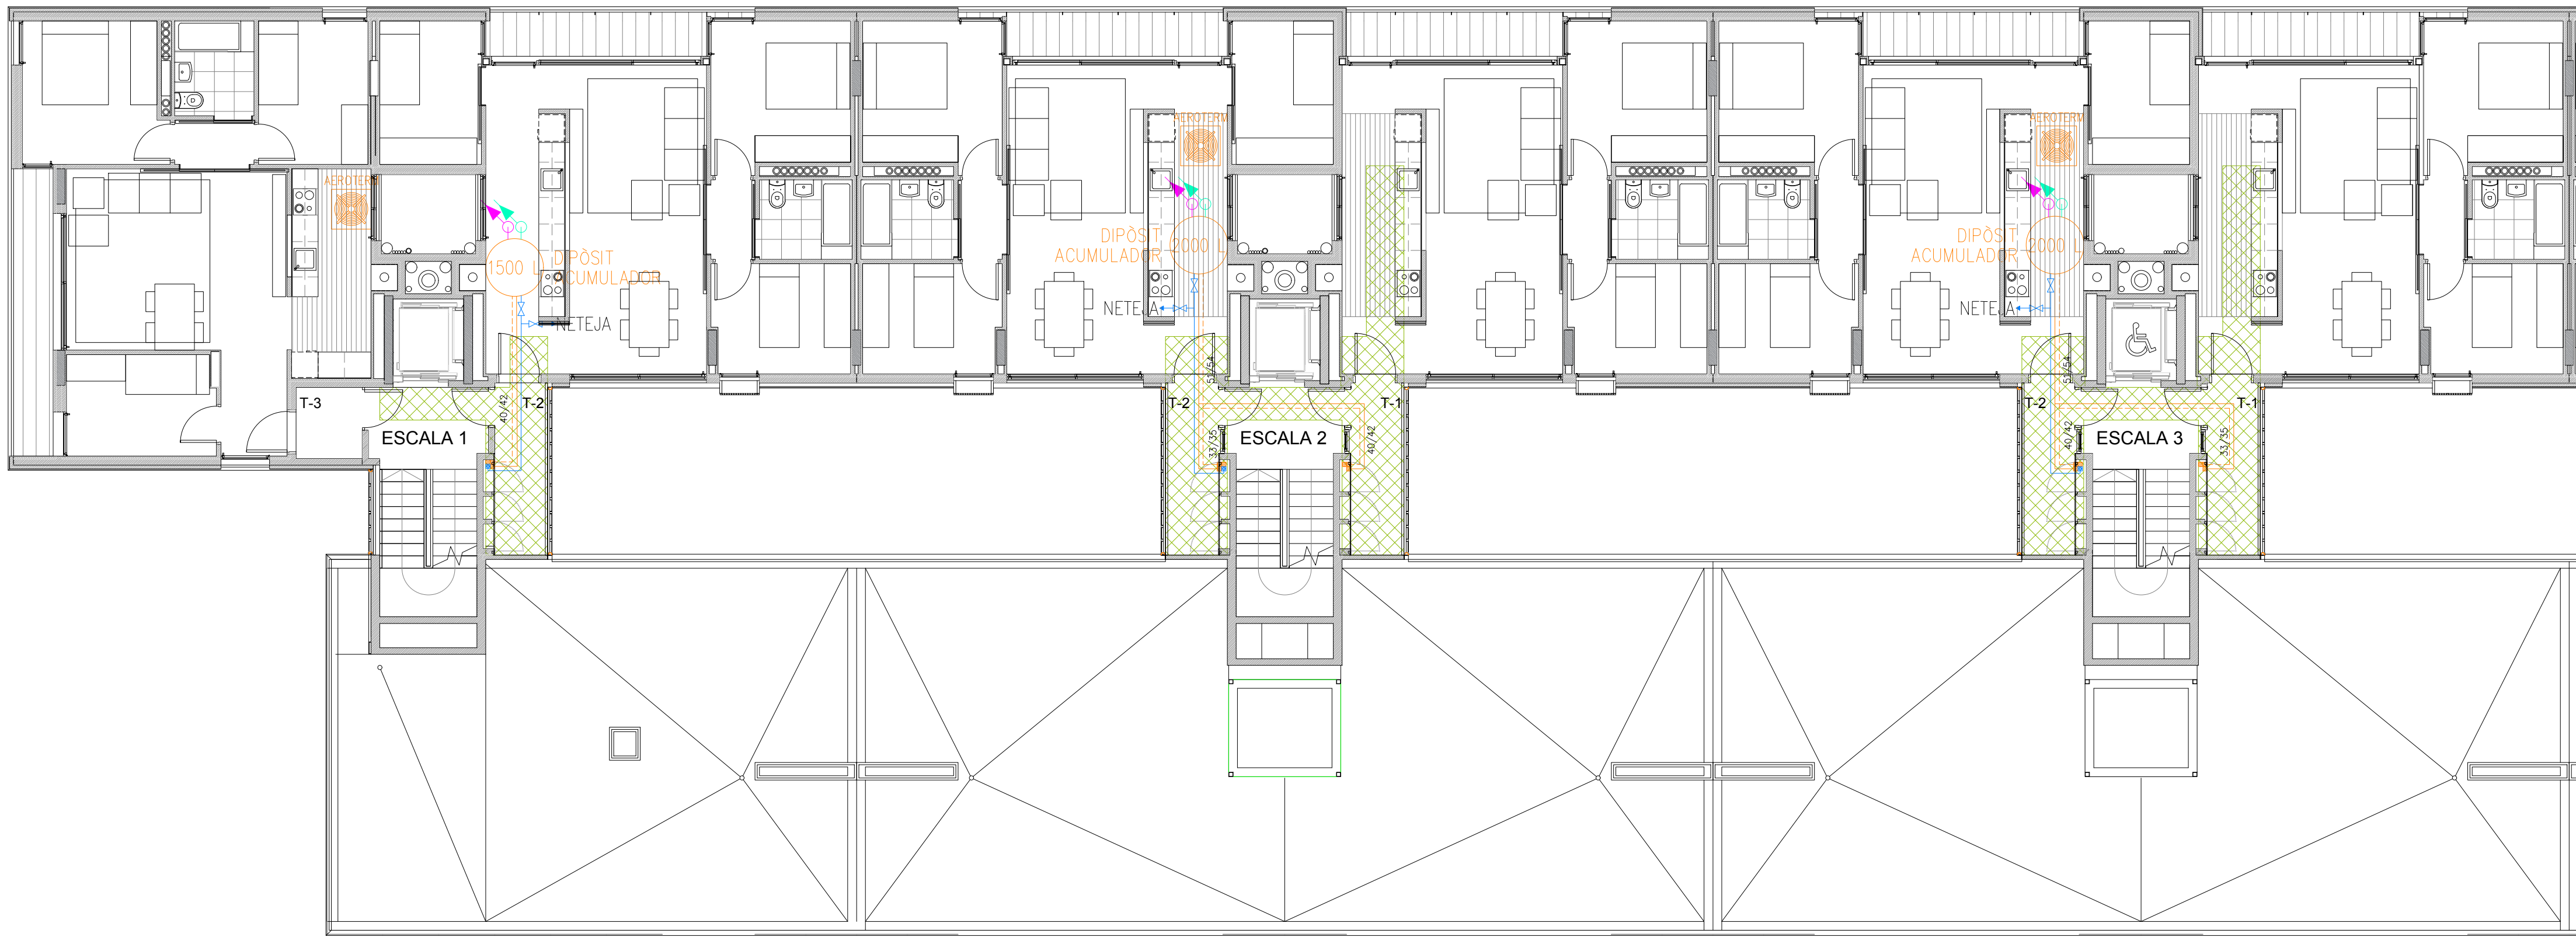 AEROTERM
DIPÒSIT
ACUMULADOR
1500 L
NETEJA
T-3
T-2
40/42
ESCALA 1
AEROTERM
DIPÒSIT
ACUMULADOR
2000
NETEJA
51/54
T-2
T-1
33/35
40/42
ESCALA 2
AEROTERM
DIPÒSIT
ACUMULADOR
2000
NETEJA
51/54
T-2
T-1
40/42
33/35
ESCALA 3